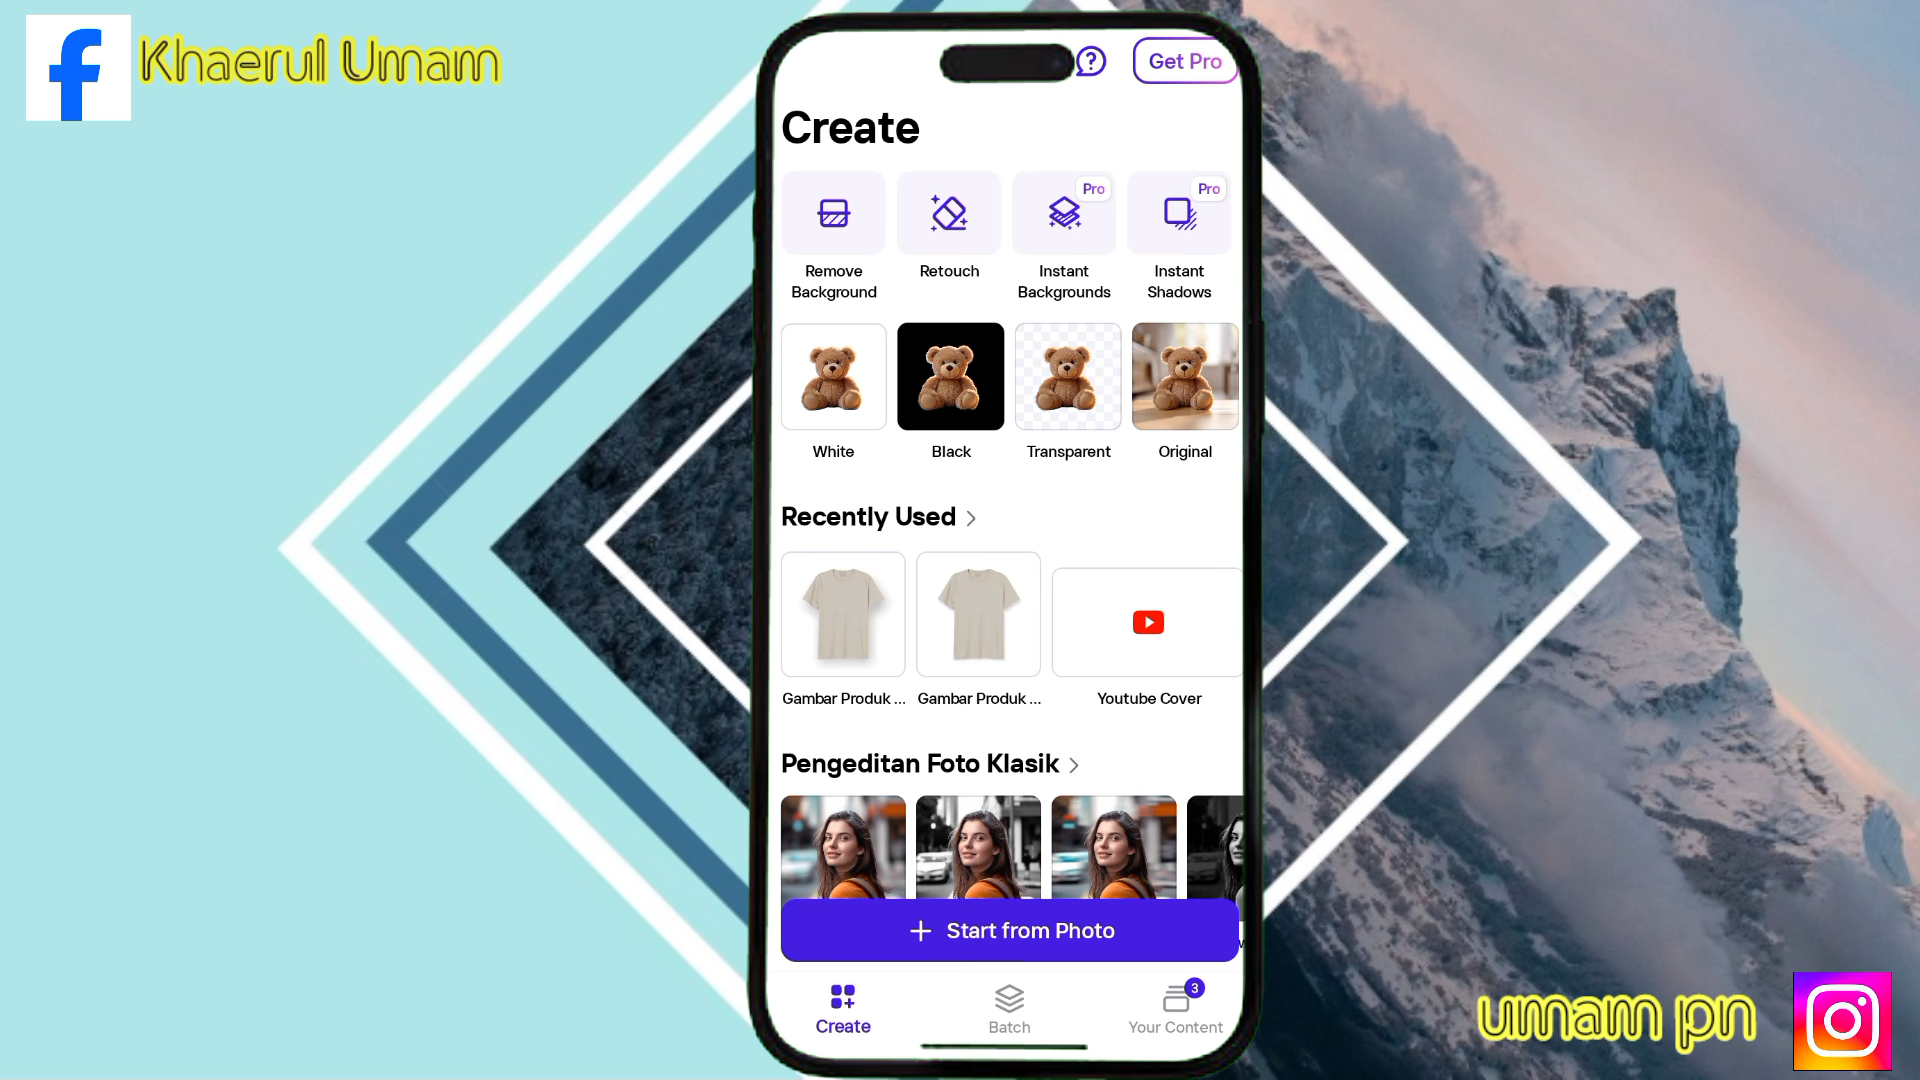 Khaerul Umam
Get Pro
Create
Pro
Pro
Remove Background
Retouch
Instant Backgrounds
Instant Shadows
White
Black
Transparent
Original
Recently Used
Gambar Produk ...
Gambar Produk ...
Youtube Cover
Pengeditan Foto Klasik
Start from Photo
3
Create
Batch
Your Content
umam pn